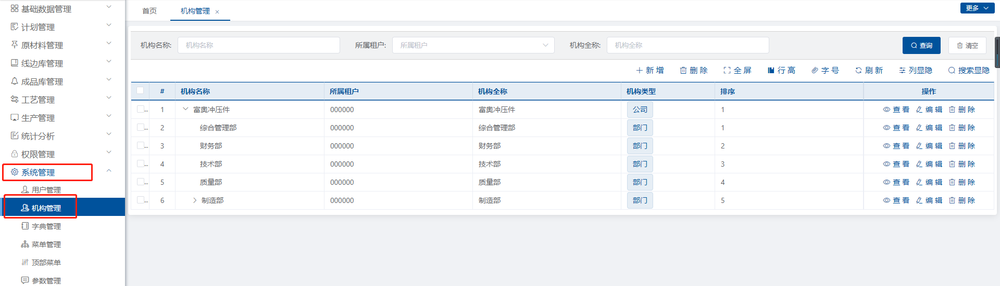 基础数据管理
计划管理
原材料管理
线边库管理
成品库管理
工艺管理
生产管理
统计分析
权限管理
系统管理
用户管理
机构管理
字典管理
菜单管理
顶部菜单
参数管理
首页 机构管理 × 更多
机构名称: 机构名称 所属租户: 所属租户 机构全称: 机构全称 查询 清空
新 增 删 除 全 屏 行 高 字 号 刷 新 列显隐 搜索显隐
# 机构名称 所属租户 机构全称 机构类型 排序 操作
.. 1 富奥冲压件 000000 富奥冲压件 公司 1 查 看 编 辑 删 除
.. 2 综合管理部 000000 综合管理部 部门 1 查 看 编 辑 删 除
.. 3 财务部 000000 财务部 部门 2 查 看 编 辑 删 除
.. 4 技术部 000000 技术部 部门 3 查 看 编 辑 删 除
.. 5 质量部 000000 质量部 部门 4 查 看 编 辑 删 除
.. 6 制造部 000000 制造部 部门 5 查 看 编 辑 删 除